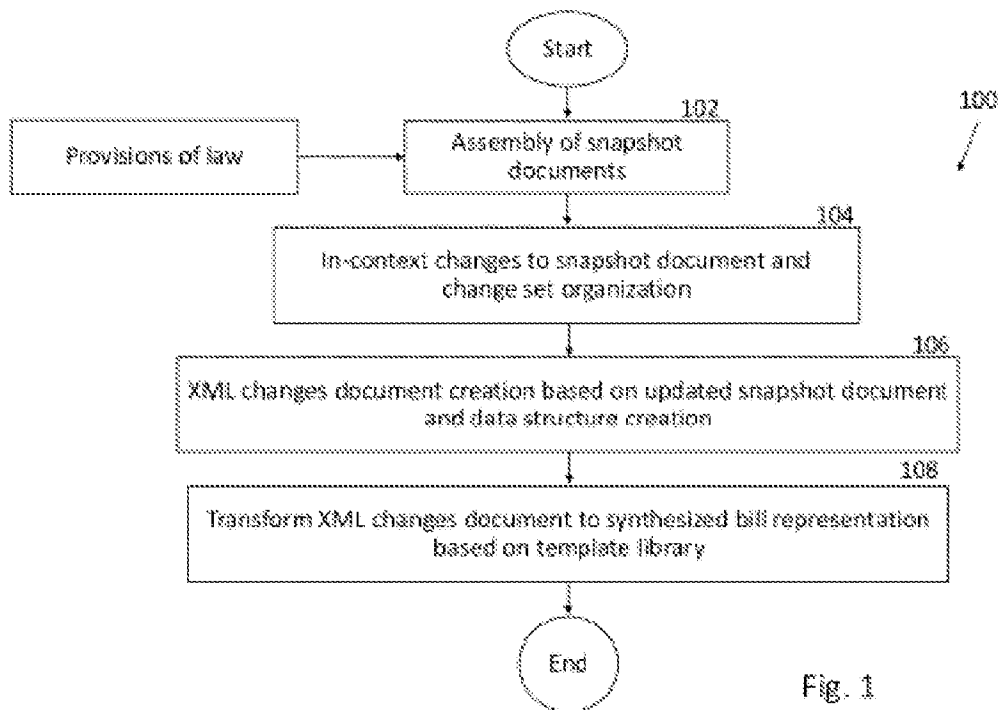 Start
102
100
Provisions of law
Assembly of snapshot
documents
104
In-context changes to snapshot document and
change set organization
106
XML changes document creation based on updated snapshot document
and data structure creation
108
Transform XML changes document to synthesized bill representation
based on template library
End
Fig. 1